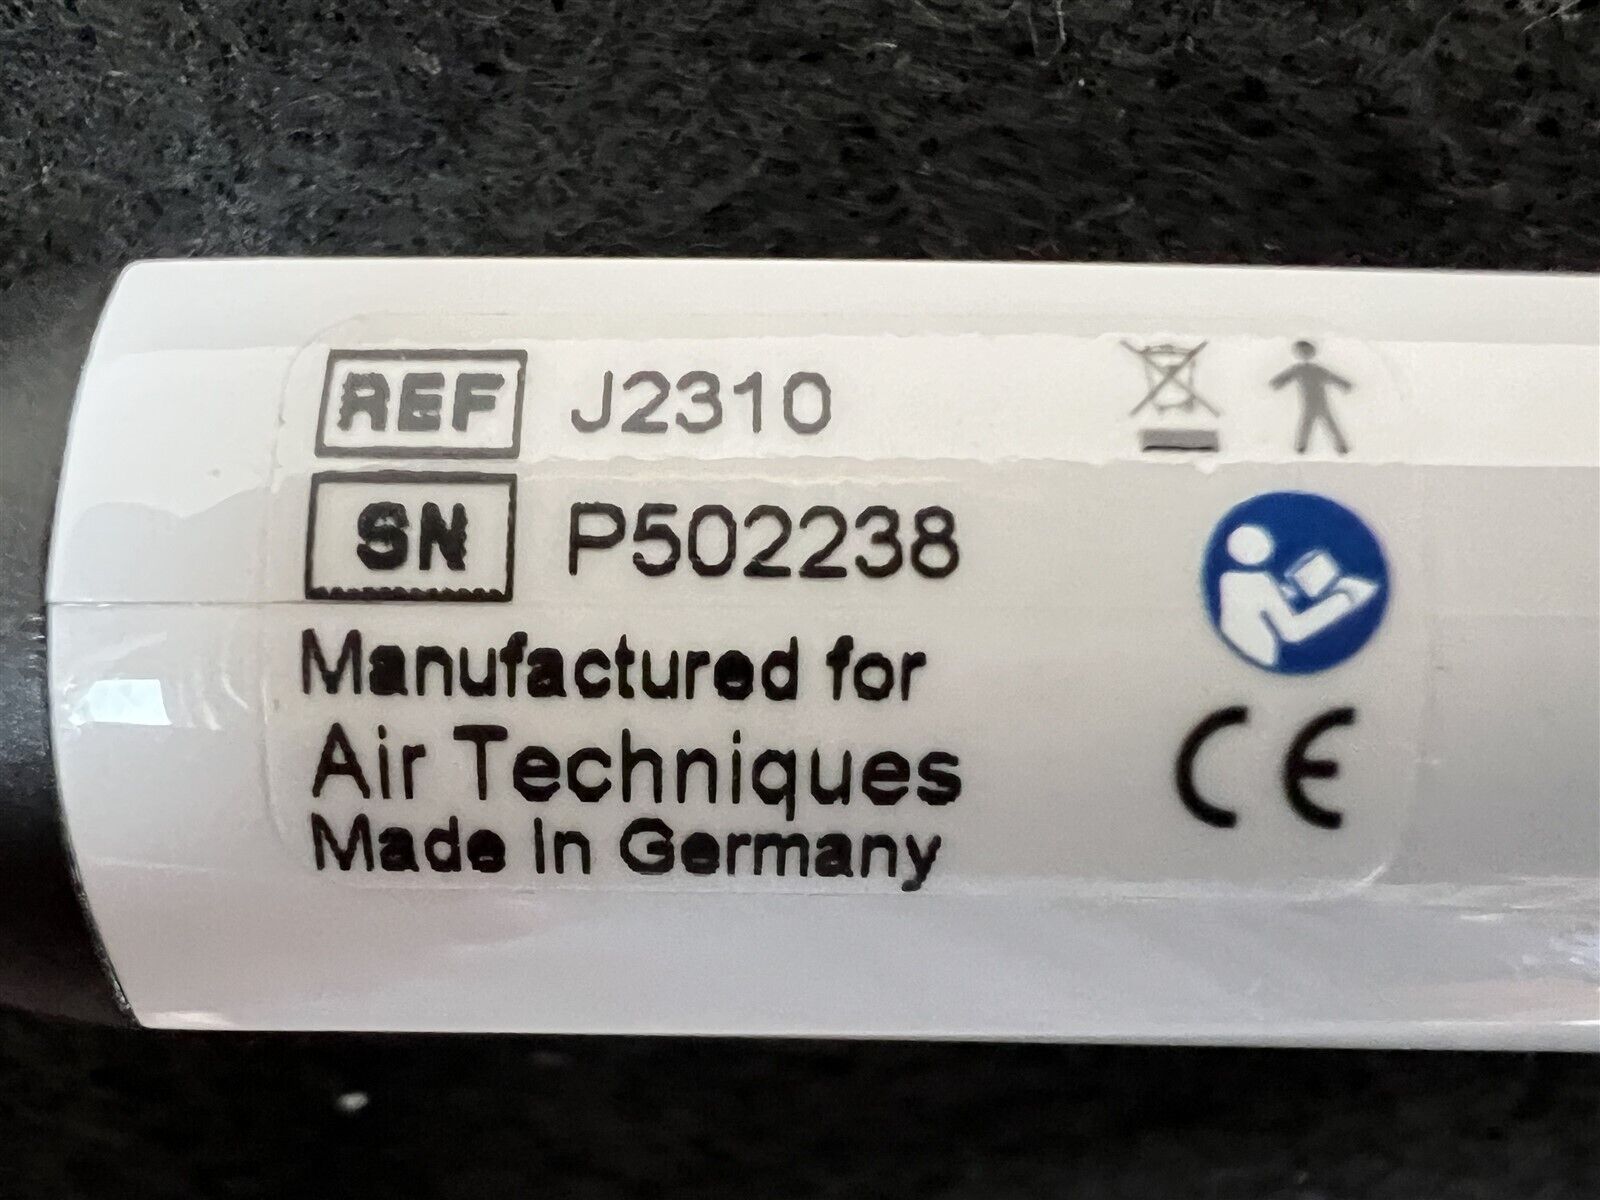 REF J2310
SN P502238
Manufactured for
Air Techniques
Made in Germany
CE